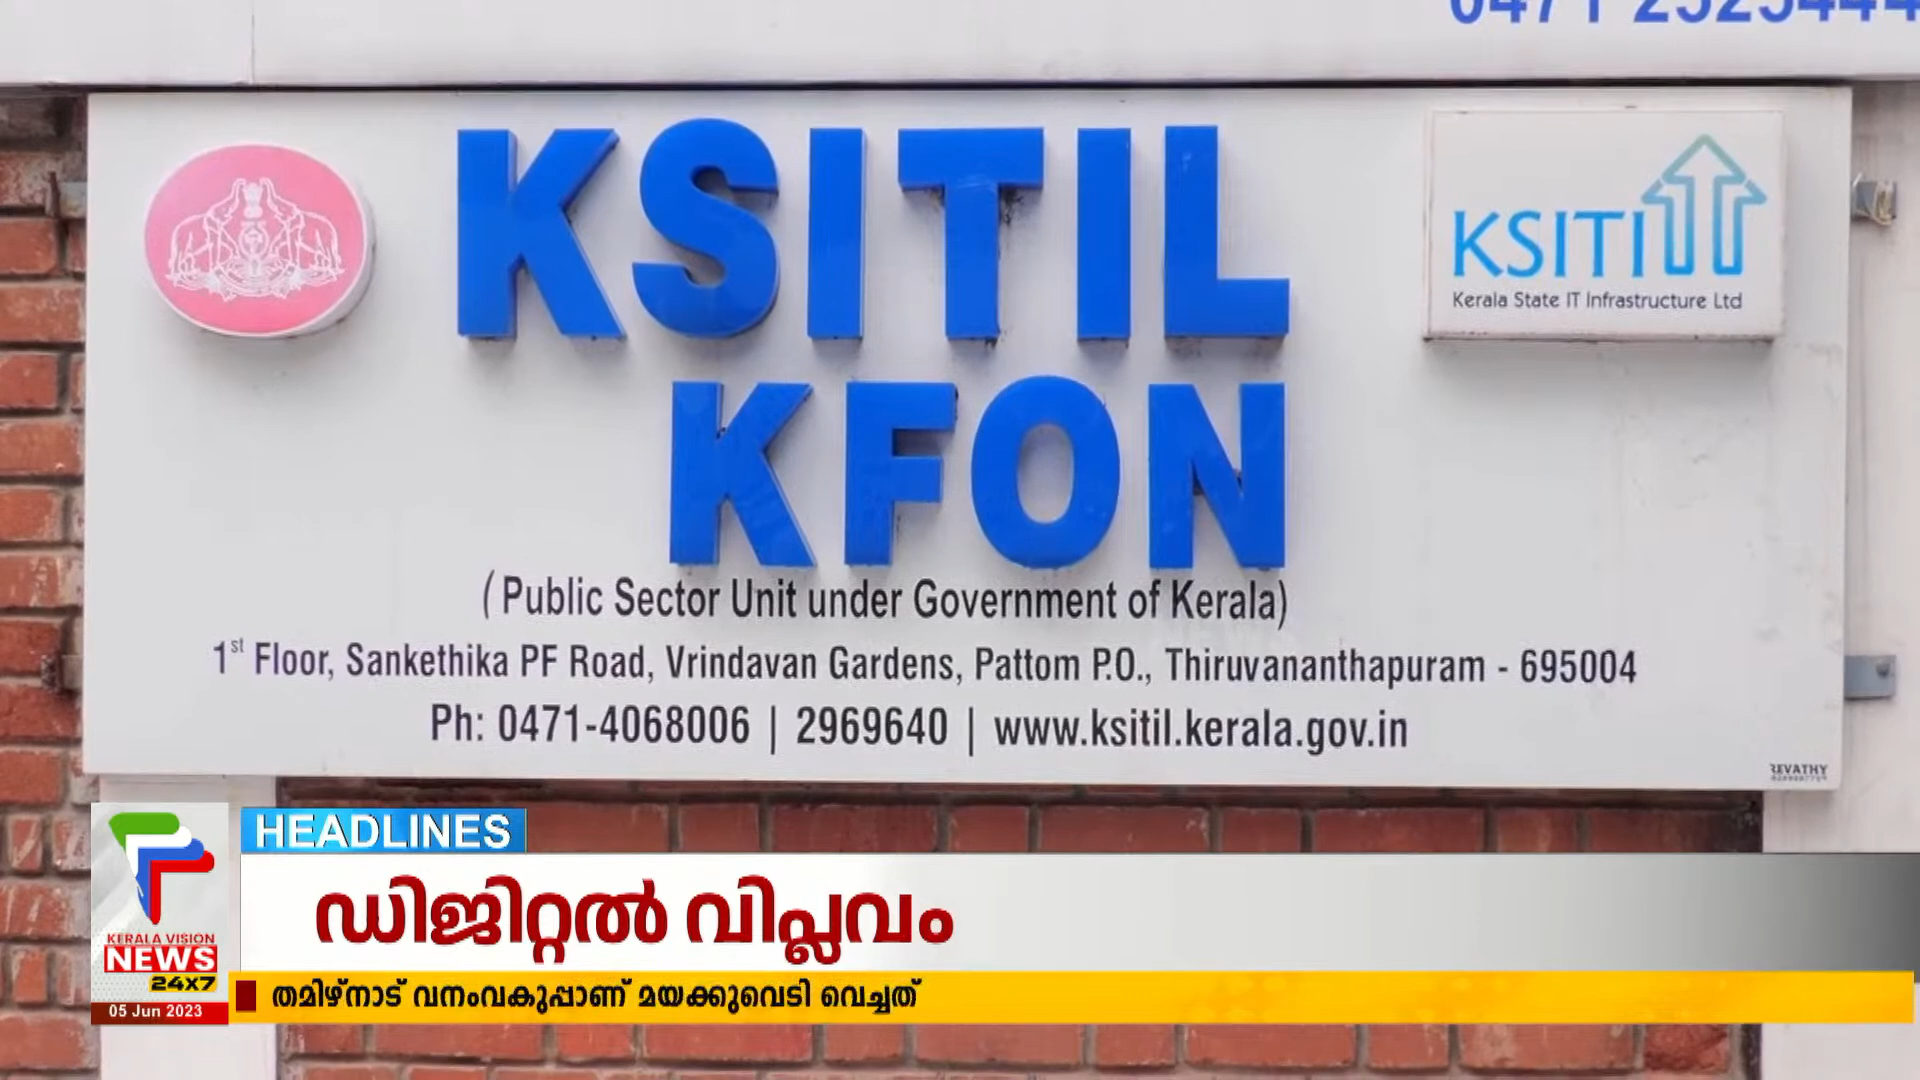 KSITIL
KSITI
Kerala State IT Infrastructure Ltd
KFON
( Public Sector Unit under Government of Kerala)
1st Floor, Sankethika PF Road, Vrindavan Gardens, Pattom P.O., Thiruvananthapuram - 695004
Ph: 0471-4068006 | 2969640 | www.ksitil.kerala.gov.in
REVATHY
HEADLINES
ഡിജിറ്റൽ വിപ്ലവം
KERALA VISION
NEWS
24x7
05 Jun 2023
തമിഴ്നാട് വനംവകുപ്പാണ് മയക്കുവെടി വെച്ചത്